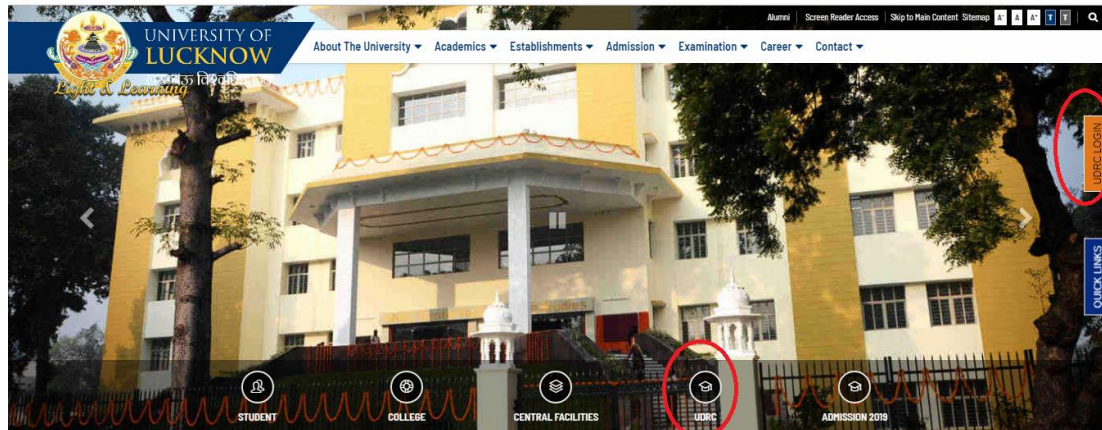 Alumni | Screen Reader Access | Skip to Main Content Sitemap A- A A+ T T
UNIVERSITY OF
LUCKNOW
Light & Learning
About The University Academics Establishments Admission Examination Career Contact
UDRC LOGIN
QUICK LINKS
STUDENT COLLEGE CENTRAL FACILITIES UDRC ADMISSION 2019